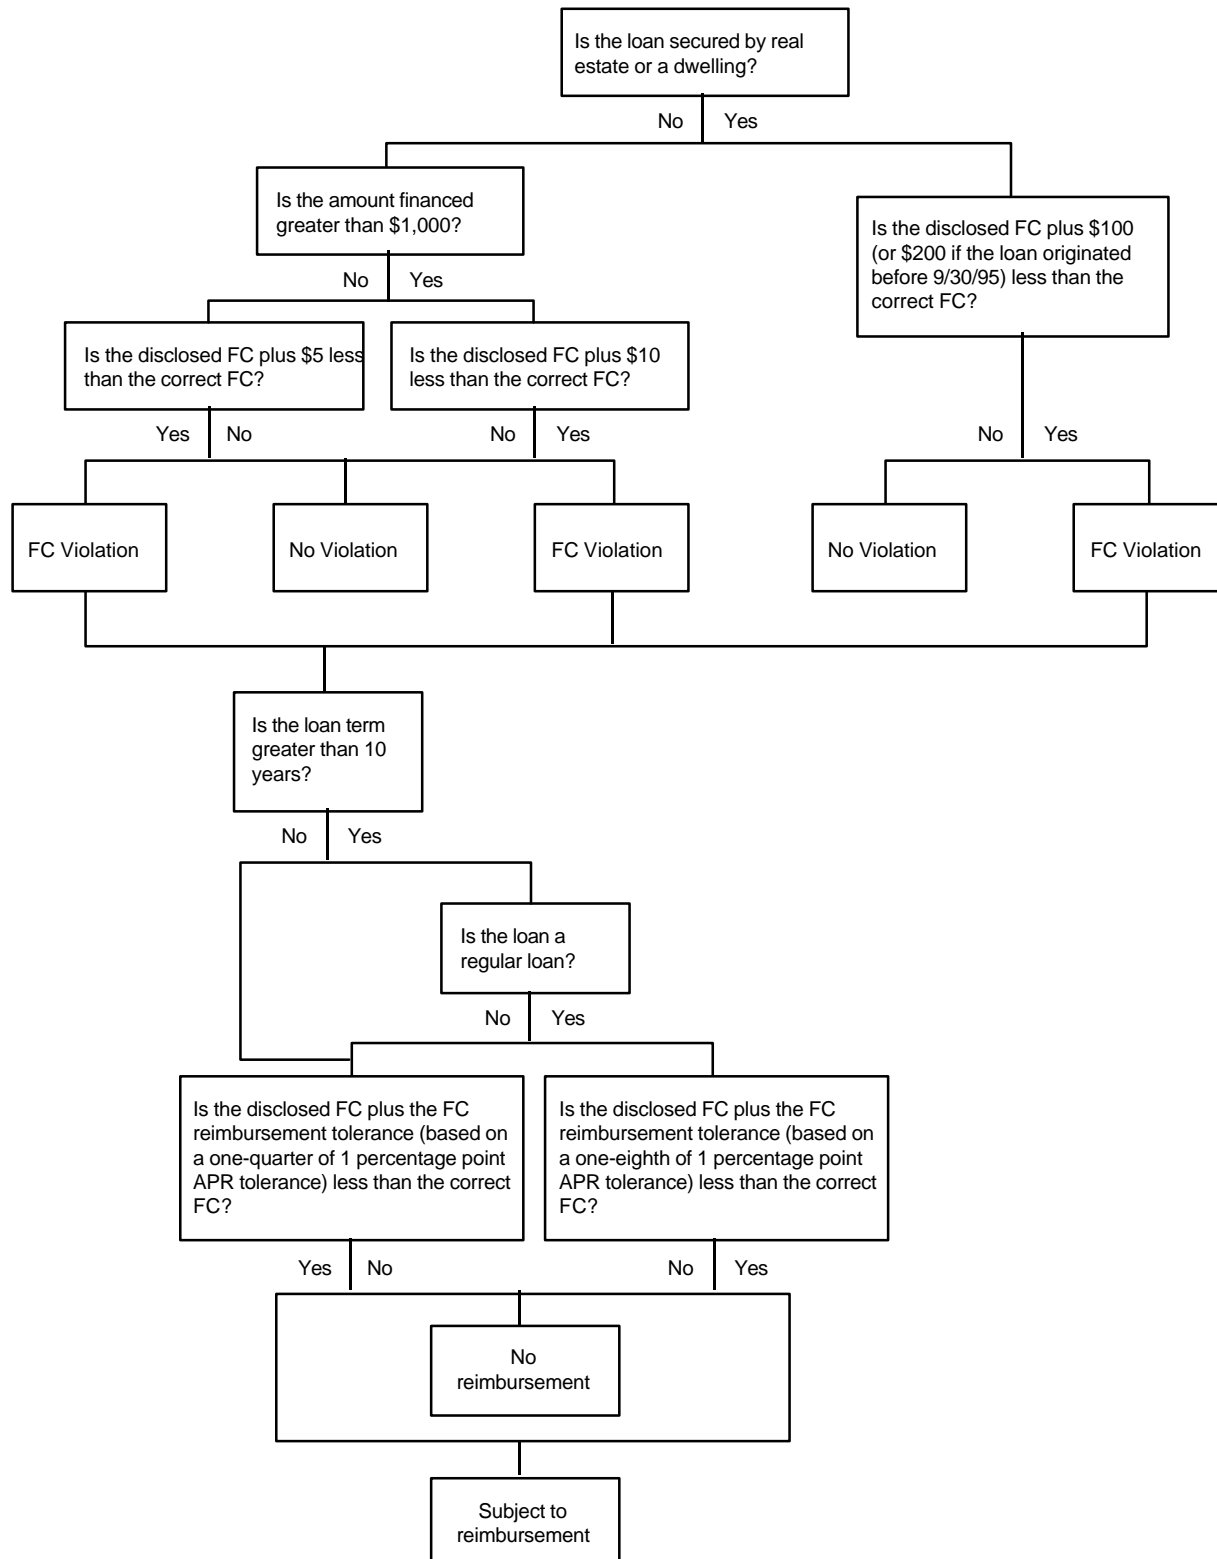 Is the loan secured by real
estate or a dwelling?
No
Yes
Is the amount financed
greater than $1,000?
Is the disclosed FC plus $100
(or $200 if the loan originated
before 9/30/95) less than the
correct FC?
No
Yes
Is the disclosed FC plus $5 less
than the correct FC?
Is the disclosed FC plus $10
less than the correct FC?
Yes
No
No
Yes
No
Yes
FC Violation
No Violation
FC Violation
No Violation
FC Violation
Is the loan term
greater than 10
years?
No
Yes
Is the loan a
regular loan?
No
Yes
Is the disclosed FC plus the FC
reimbursement tolerance (based on
a one-quarter of 1 percentage point
APR tolerance) less than the correct
FC?
Is the disclosed FC plus the FC
reimbursement tolerance (based on
a one-eighth of 1 percentage point
APR tolerance) less than the correct
FC?
Yes
No
No
Yes
No
reimbursement
Subject to
reimbursement